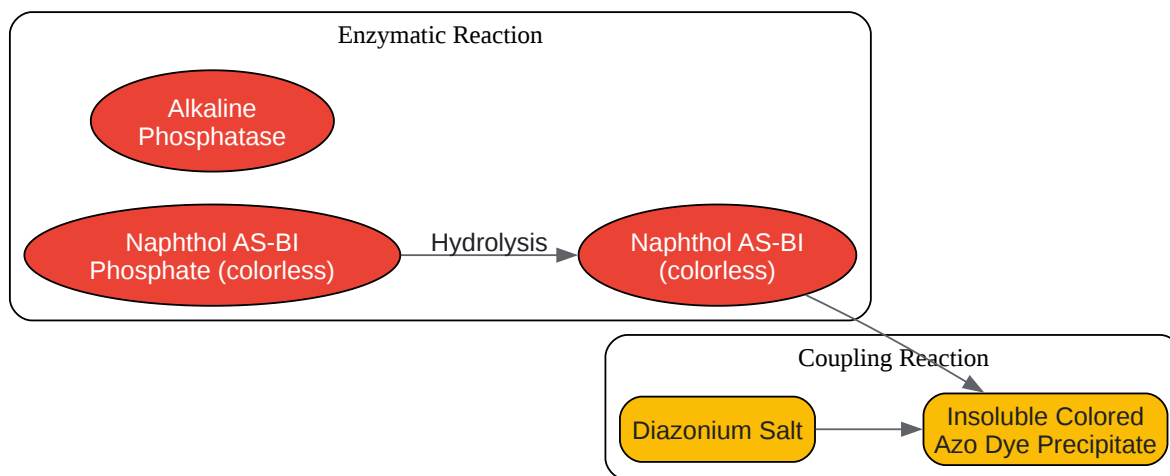 Enzymatic Reaction
Alkaline
Phosphatase
Naphthol AS-BI
Phosphate (colorless)
Hydrolysis
Naphthol AS-BI
(colorless)
Coupling Reaction
Diazonium Salt
Insoluble Colored
Azo Dye Precipitate